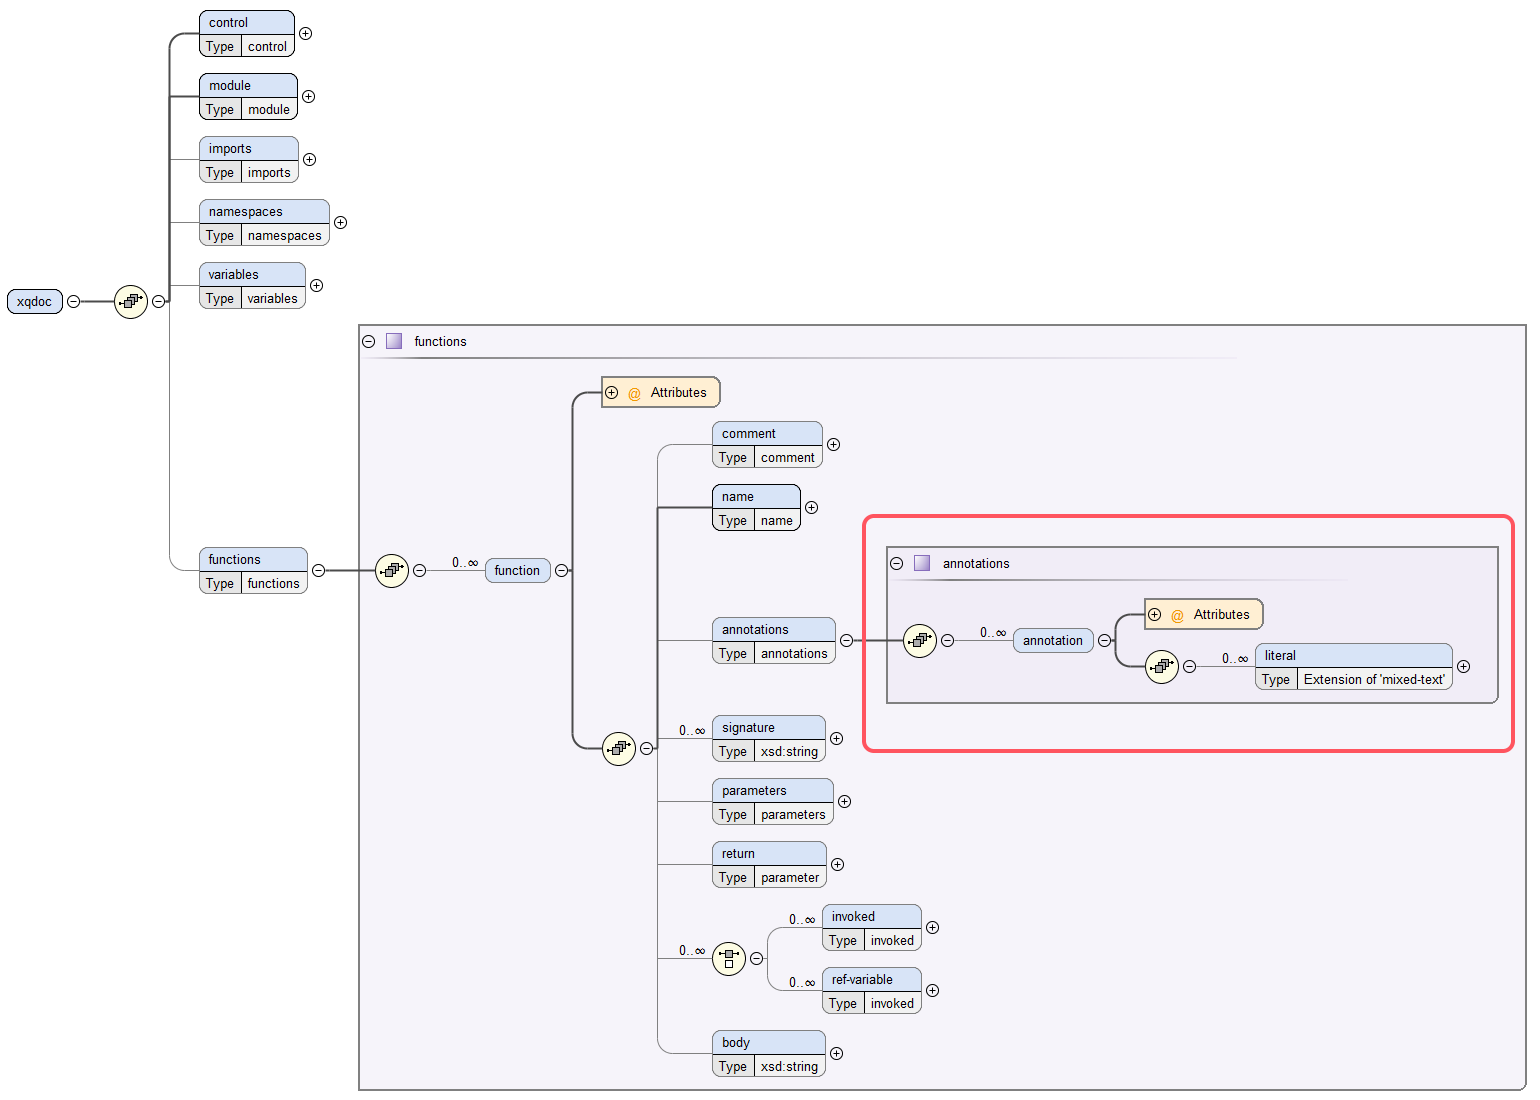 control
Type control
module
Type module
imports
Type imports
namespaces
Type namespaces
variables
Type variables
xqdoc
functions
Type functions
functions
@ Attributes
comment
Type comment
name
Type name
0..∞ function
annotations
Type annotations
annotations
@ Attributes
0..∞ annotation
0..∞ literal
Type Extension of 'mixed-text'
0..∞ signature
Type xsd:string
parameters
Type parameters
return
Type parameter
0..∞
0..∞ invoked
Type invoked
0..∞ ref-variable
Type invoked
body
Type xsd:string